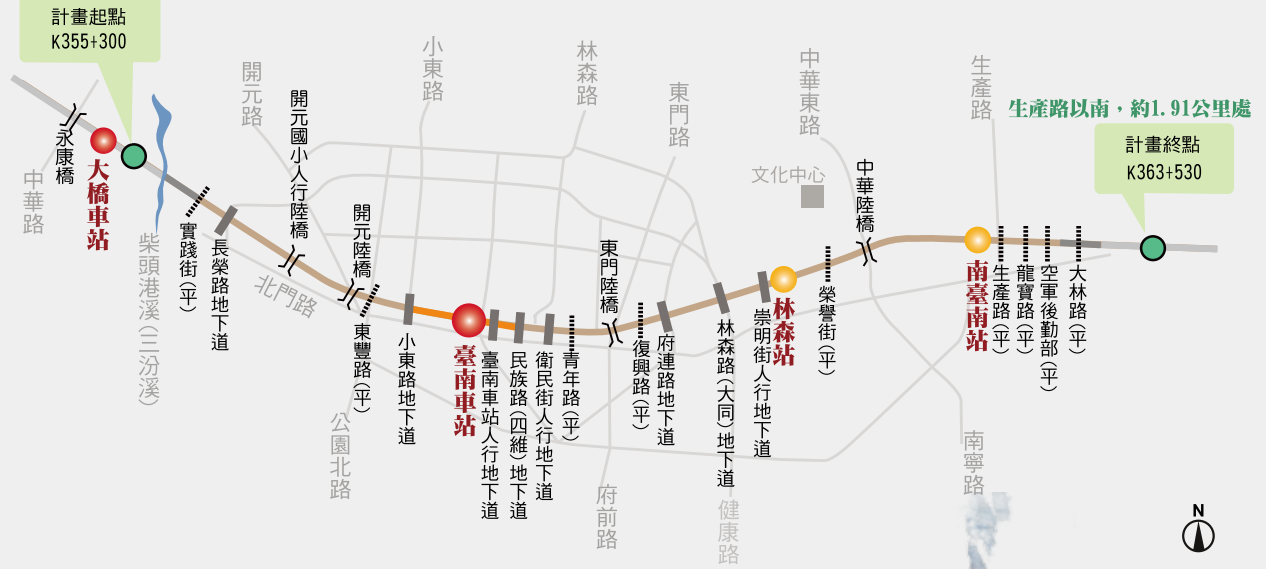 計畫起點
K355+300
永康橋
大橋車站
中華路
柴頭港溪(三汾溪)
實踐街(平)
長榮路地下道
開元路
北門路
開元國小人行陸橋
開元陸橋
東豐路(平)
公園北路
小東路
小東路地下道
臺南車站
臺南車站人行地下道
民族路(四維)地下道
衛民街人行地下道
青年路(平)
林森路
東門陸橋
府前路
復興路(平)
府連路地下道
東門路
林森路(大同)地下道
健康路
崇明街人行地下道
林森站
文化中心
中華東路
榮譽街(平)
中華陸橋
生產路
南臺南站
南寧路
生產路(平)
龍寶路(平)
空軍後勤部(平)
大林路(平)
生產路以南，約1.91公里處
計畫終點
K363+530
N